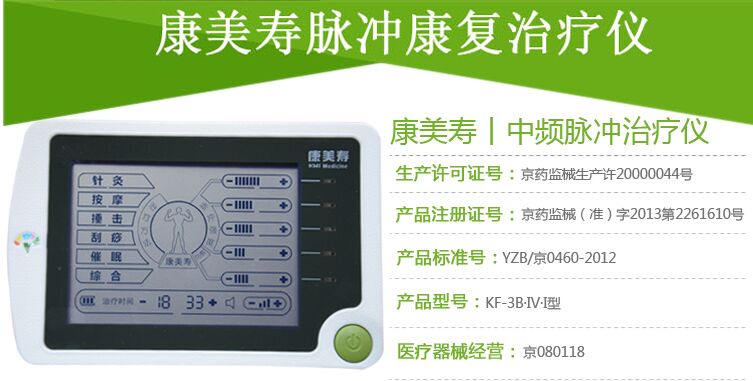 康美寿脉冲康复治疗仪
康美寿
KMI Medicine
针灸
按摩
捶击
刮痧
催眠
综合
康美寿
治疗时间 - 18 33 +
- +
康美寿丨中频脉冲治疗仪
生产许可证号：京药监械生产许20000044号
产品注册证号：京药监械（准）字2013第2261610号
产品标准号：YZB/京0460-2012
产品型号：KF-3B·Ⅳ·Ⅰ型
医疗器械经营：京080118